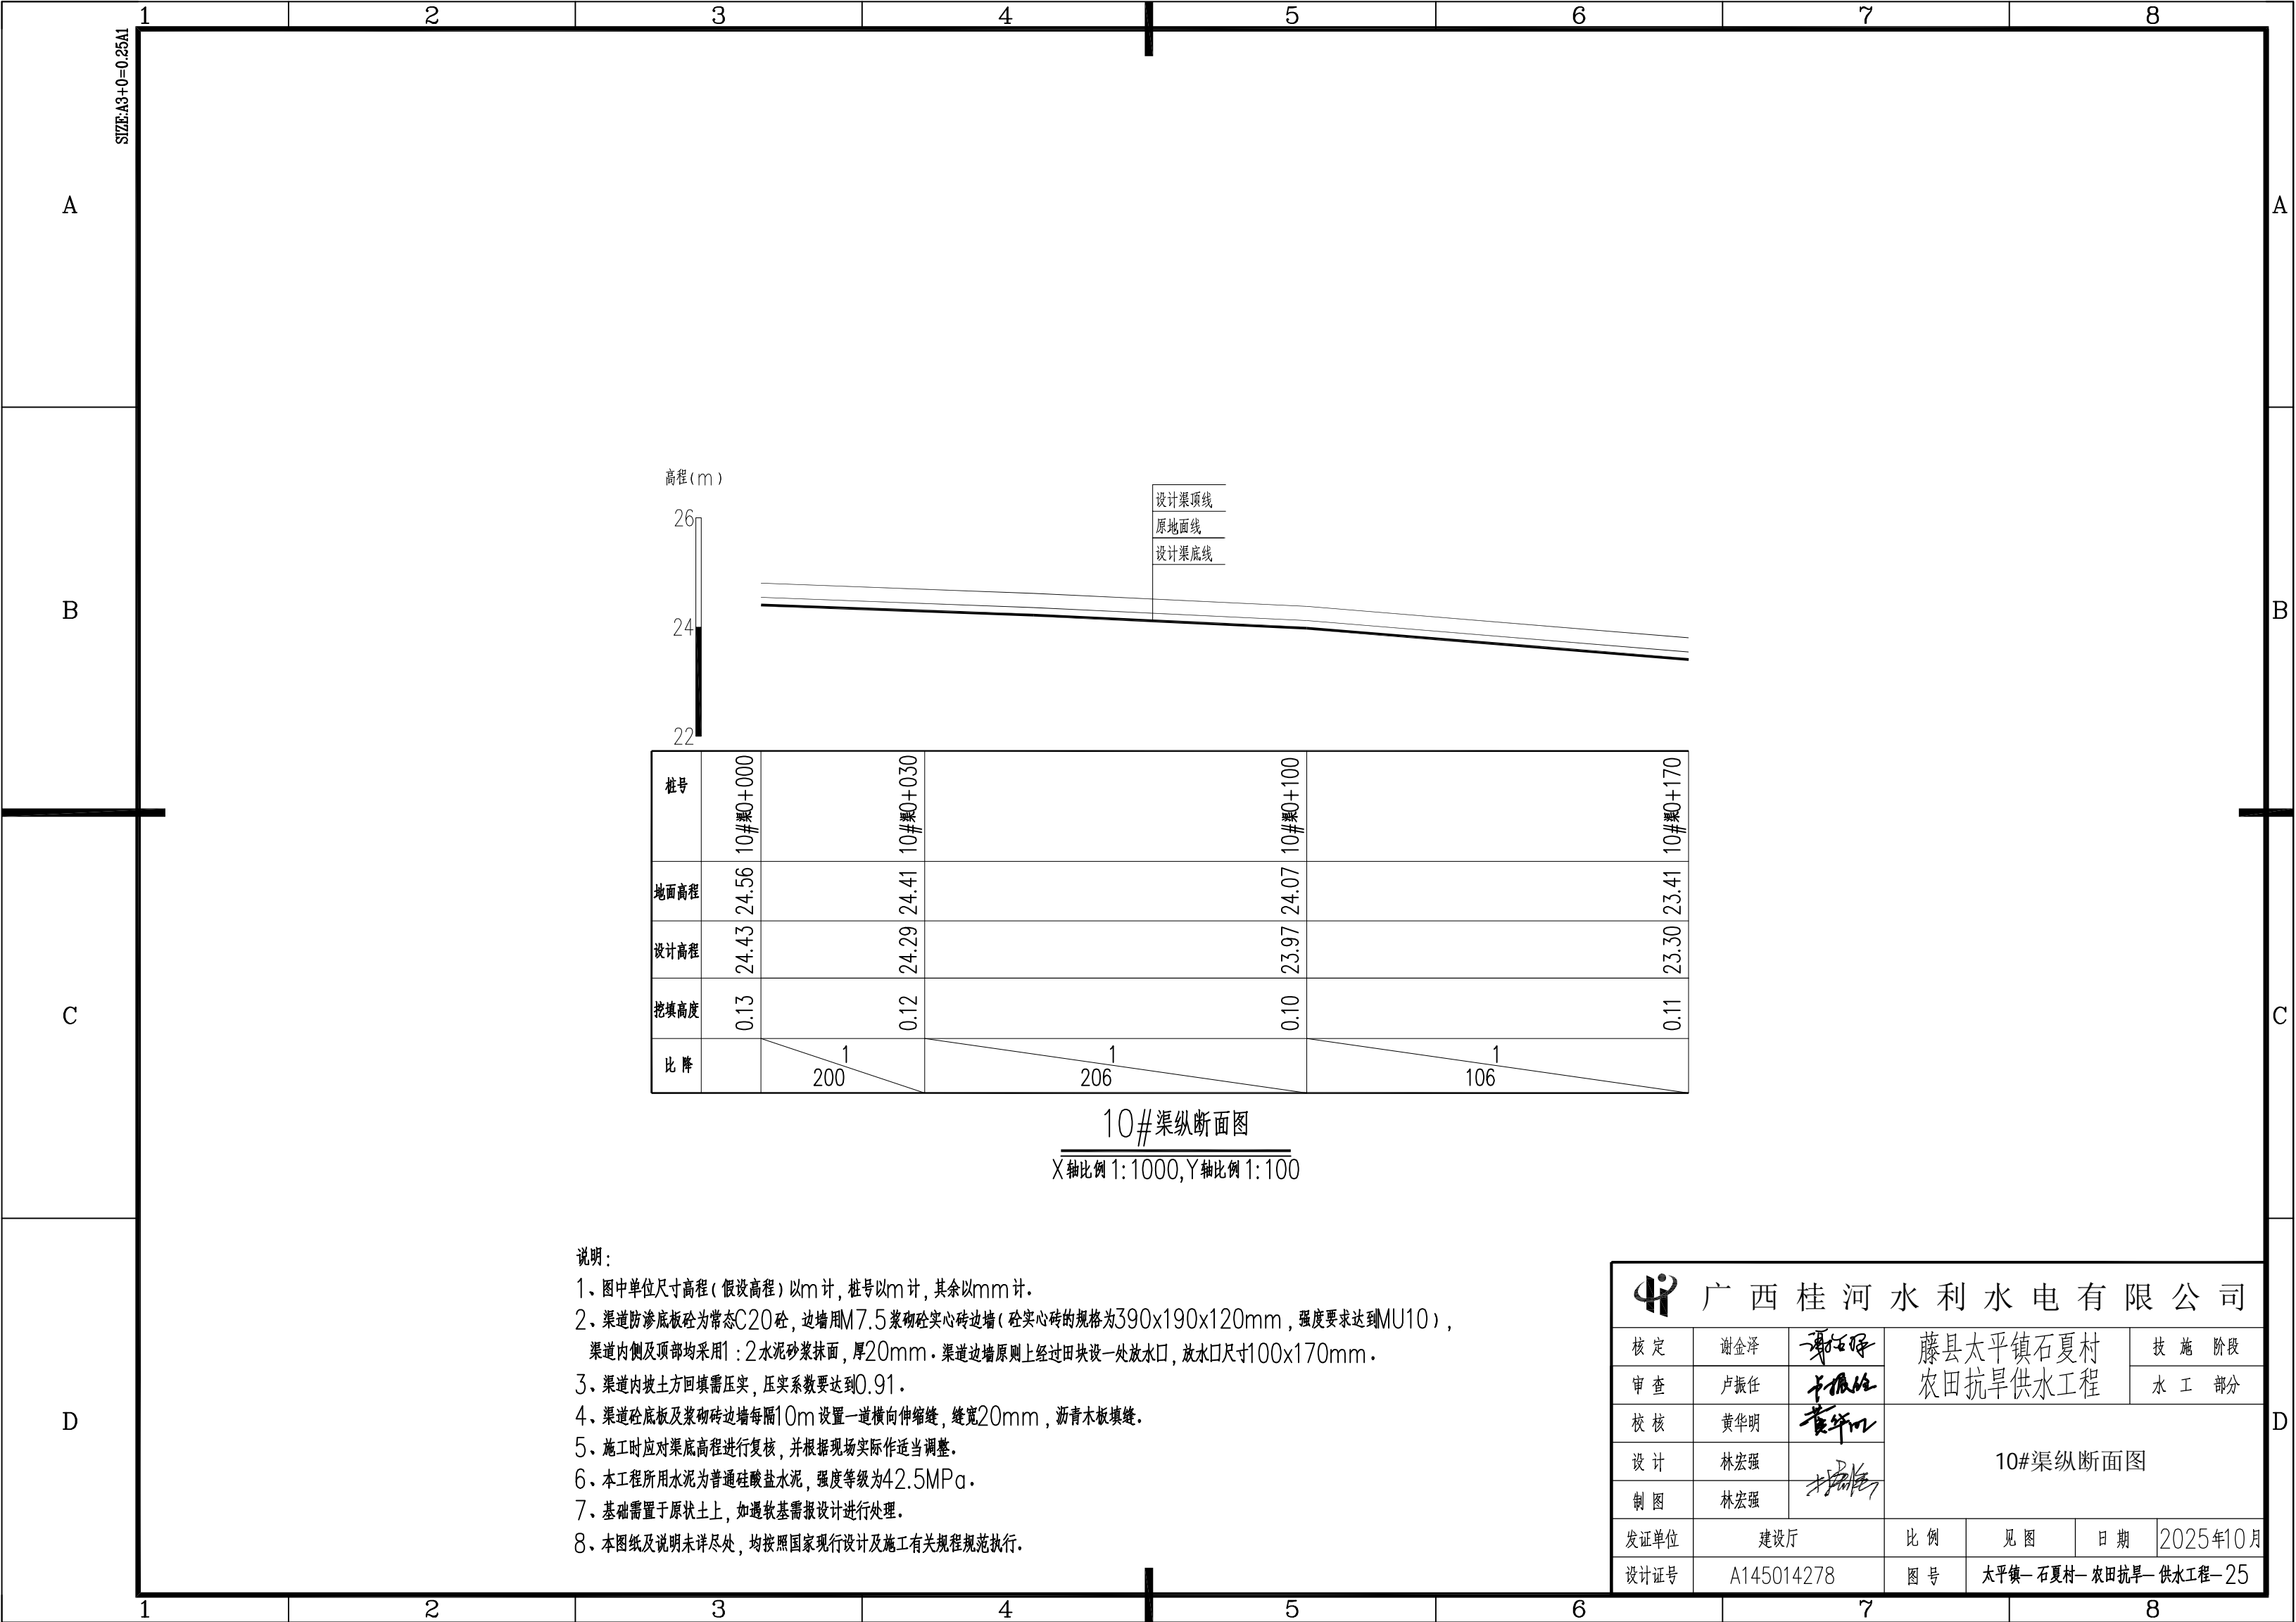 1 2 3 4 5 6 7 8
SIZE:A3+0=0.25A1
A A
B B
C C
D D
高程(m)
26
24
22
设计渠顶线
原地面线
设计渠底线
桩号 10#渠0+000 10#渠0+030 10#渠0+100 10#渠0+170
地面高程 24.56 24.41 24.07 23.41
设计高程 24.43 24.29 23.97 23.30
挖填高度 0.13 0.12 0.10 0.11
比降 1 200 1 206 1 106
10#渠纵断面图
X轴比例1:1000,Y轴比例1:100
说明：
1、图中单位尺寸高程(假设高程)以m计,桩号以m计,其余以mm计.
2、渠道防渗底板砼为常态C20砼,边墙用M7.5浆砌砼实心砖边墙(砼实心砖的规格为390x190x120mm,强度要求达到MU10),
渠道内侧及顶部均采用1:2水泥砂浆抹面,厚20mm.渠道边墙原则上经过田块设一处放水口,放水口尺寸100x170mm.
3、渠道内坡土方回填需压实,压实系数要达到0.91.
4、渠道砼底板及浆砌砖边墙每隔10m设置一道横向伸缩缝,缝宽20mm,沥青木板填缝.
5、施工时应对渠底高程进行复核,并根据现场实际作适当调整.
6、本工程所用水泥为普通硅酸盐水泥,强度等级为42.5MPa.
7、基础需置于原状土上,如遇软基需报设计进行处理.
8、本图纸及说明未详尽处,均按照国家现行设计及施工有关规程规范执行.
广西桂河水利水电有限公司
核定 谢金泽 藤县太平镇石夏村 技施 阶段
审查 卢振任 卢振任 农田抗旱供水工程 水工 部分
校核 黄华明 黄华明
设计 林宏强 10#渠纵断面图
制图 林宏强
发证单位 建设厅 比例 见图 日期 2025年10月
设计证号 A145014278 图号 太平镇—石夏村—农田抗旱—供水工程—25
1 2 3 4 5 6 7 8